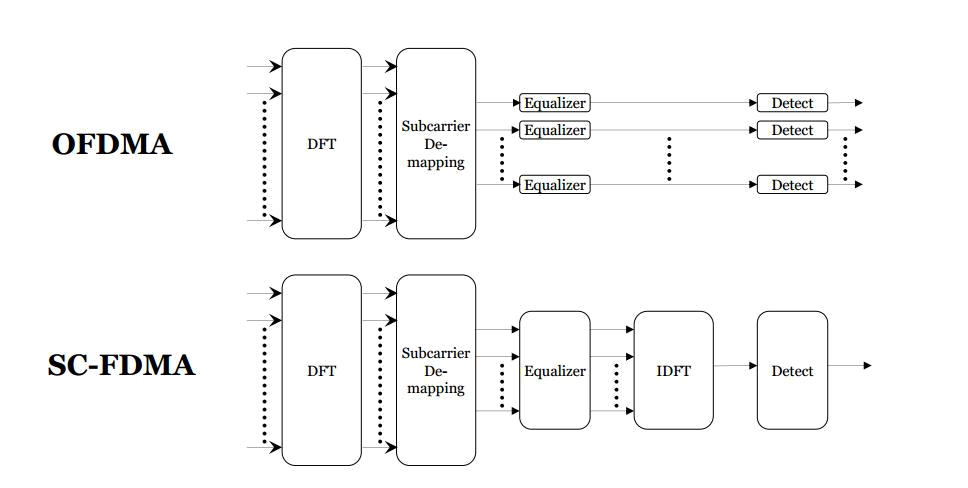 OFDMA
DFT
Subcarrier
De-
mapping
Equalizer
Detect
Equalizer
Detect
Equalizer
Detect
SC-FDMA
DFT
Subcarrier
De-
mapping
Equalizer
IDFT
Detect